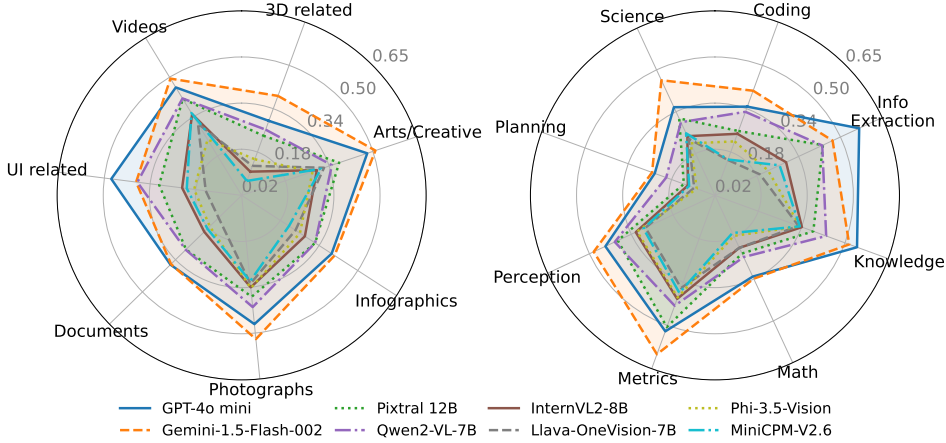 3D related
Videos
0.65
0.50
0.34
Arts/Creative
0.18
UI related
0.02
Infographics
Documents
Photographs
Coding
Science
0.65
0.50
Info
Extraction
0.34
Planning
0.18
0.02
Knowledge
Perception
Math
Metrics
GPT-4o mini
Pixtral 12B
InternVL2-8B
Phi-3.5-Vision
Gemini-1.5-Flash-002
Qwen2-VL-7B
Llava-OneVision-7B
MiniCPM-V2.6